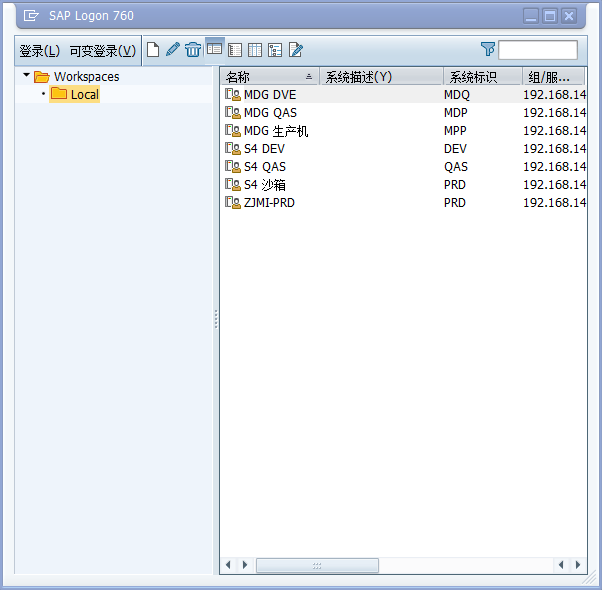 SAP Logon 760
登录(L) 可变登录(V)
Workspaces
Local
名称 系统描述(Y) 系统标识 组/服...
MDG DVE MDQ 192.168.14
MDG QAS MDP 192.168.14
MDG 生产机 MPP 192.168.14
S4 DEV DEV 192.168.14
S4 QAS QAS 192.168.14
S4 沙箱 PRD 192.168.14
ZJMI-PRD PRD 192.168.14